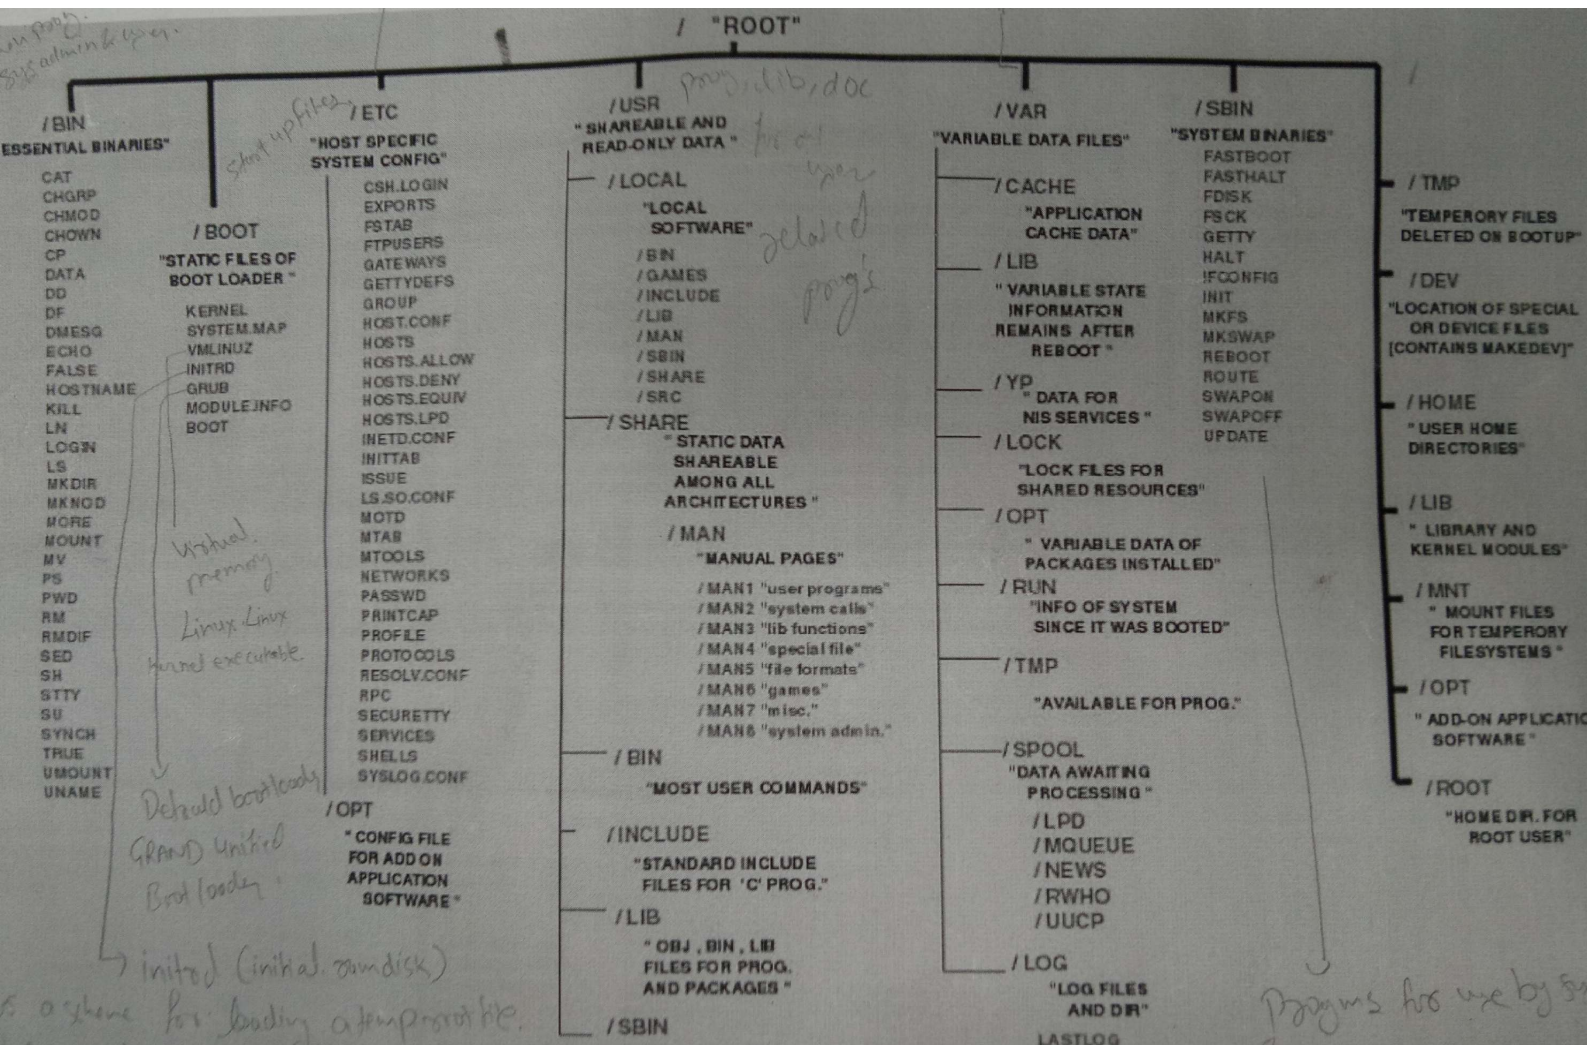 / "ROOT"
/BIN
ESSENTIAL BINARIES"
CAT
CHGRP
CHMOD
CHOWN
CP
DATA
DD
DF
DMESG
ECHO
FALSE
HOSTNAME
KILL
LN
LOGIN
LS
MKDIR
MKNOD
MORE
MOUNT
MV
PS
PWD
RM
RMDIF
SED
SH
STTY
SU
SYNCH
TRUE
UMOUNT
UNAME
/BOOT
"STATIC FILES OF
BOOT LOADER "
KERNEL
SYSTEM.MAP
VMLINUZ
INITRD
GRUB
MODULE.INFO
BOOT
virtual
memory
Linux. Linux
kernel executable.
bootloader
GRAND Unified
Boot loader.
initrd (initial ramdisk)
a scheme for loading
/ETC
"HOST SPECIFIC
SYSTEM CONFIG"
CSH.LOGIN
EXPORTS
FSTAB
FTPUSERS
GATEWAYS
GETTYDEFS
GROUP
HOST.CONF
HOSTS
HOSTS.ALLOW
HOSTS.DENY
HOSTS.EQUIV
HOSTS.LPD
INETD.CONF
INITTAB
ISSUE
LS.SO.CONF
MOTD
MTAB
MTOOLS
NETWORKS
PASSWD
PRINTCAP
PROFILE
PROTOCOLS
RESOLV.CONF
RPC
SECURETTY
SERVICES
SHELLS
SYSLOG.CONF
/OPT
"CONFIG FILE
FOR ADD ON
APPLICATION
SOFTWARE "
/USR
prog, lib, doc
"SHAREABLE AND
READ-ONLY DATA "
/LOCAL
"LOCAL
SOFTWARE"
related
prog's
/BIN
/GAMES
/INCLUDE
/LIB
/MAN
/SBIN
/SHARE
/SRC
/SHARE
" STATIC DATA
SHAREABLE
AMONG ALL
ARCHITECTURES "
/MAN
"MANUAL PAGES"
/MAN1 "user programs"
/MAN2 "system calls"
/MAN3 "lib functions"
/MAN4 "special file"
/MAN5 "file formats"
/MAN6 "games"
/MAN7 "misc."
/MAN8 "system admin."
/BIN
"MOST USER COMMANDS"
/INCLUDE
"STANDARD INCLUDE
FILES FOR 'C' PROG."
/LIB
" OBJ , BIN , LIB
FILES FOR PROG.
AND PACKAGES "
/SBIN
/VAR
"VARIABLE DATA FILES"
/CACHE
"APPLICATION
CACHE DATA"
/LIB
" VARIABLE STATE
INFORMATION
REMAINS AFTER
REBOOT "
/YP
" DATA FOR
NIS SERVICES "
/LOCK
"LOCK FILES FOR
SHARED RESOURCES"
/OPT
" VARIABLE DATA OF
PACKAGES INSTALLED"
/RUN
"INFO OF SYSTEM
SINCE IT WAS BOOTED"
/TMP
"AVAILABLE FOR PROG."
/SPOOL
"DATA AWAITING
PROCESSING "
/LPD
/MQUEUE
/NEWS
/RWHO
/UUCP
/LOG
"LOG FILES
AND DIR"
LASTLOG
/SBIN
"SYSTEM BINARIES"
FASTBOOT
FASTHALT
FDISK
FSCK
GETTY
HALT
IFCONFIG
INIT
MKFS
MKSWAP
REBOOT
ROUTE
SWAPON
SWAPOFF
UPDATE
for use by
/TMP
"TEMPERORY FILES
DELETED ON BOOTUP"
/DEV
"LOCATION OF SPECIAL
OR DEVICE FILES
[CONTAINS MAKEDEV]"
/HOME
"USER HOME
DIRECTORIES"
/LIB
" LIBRARY AND
KERNEL MODULES"
/MNT
" MOUNT FILES
FOR TEMPERORY
FILESYSTEMS "
/OPT
"ADD-ON APPLICATIO
SOFTWARE "
/ROOT
"HOME DIR. FOR
ROOT USER"